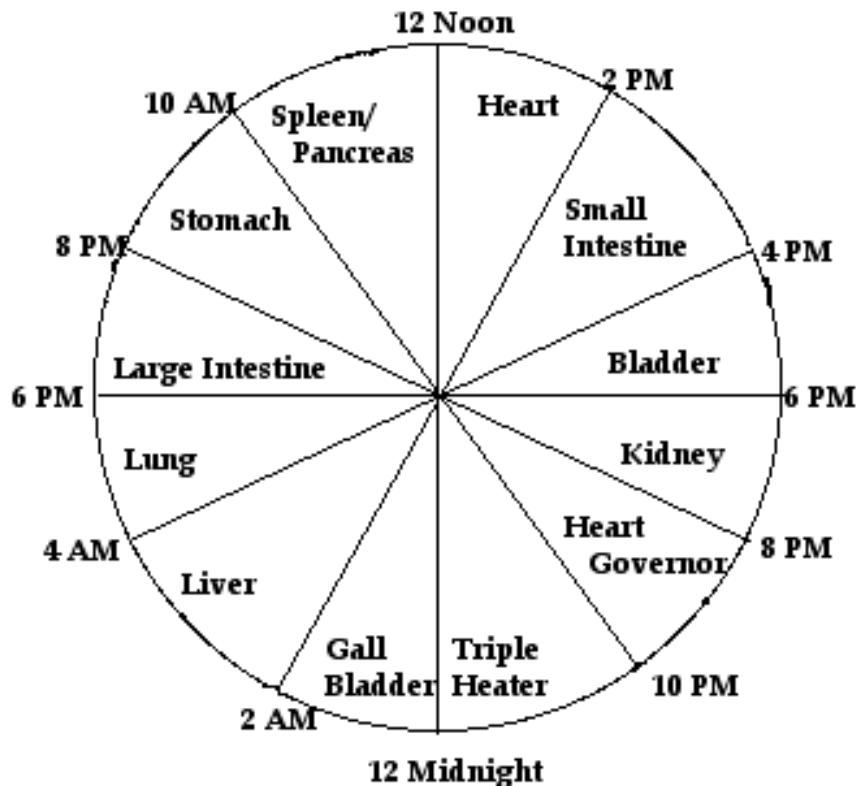 12 Noon
2 PM
10 AM
Heart
Spleen/
Pancreas
Stomach
Small
Intestine
8 PM
4 PM
Large Intestine
Bladder
6 PM
6 PM
Lung
Kidney
4 AM
Heart
Governor
8 PM
Liver
Gall
Bladder
Triple
Heater
10 PM
2 AM
12 Midnight